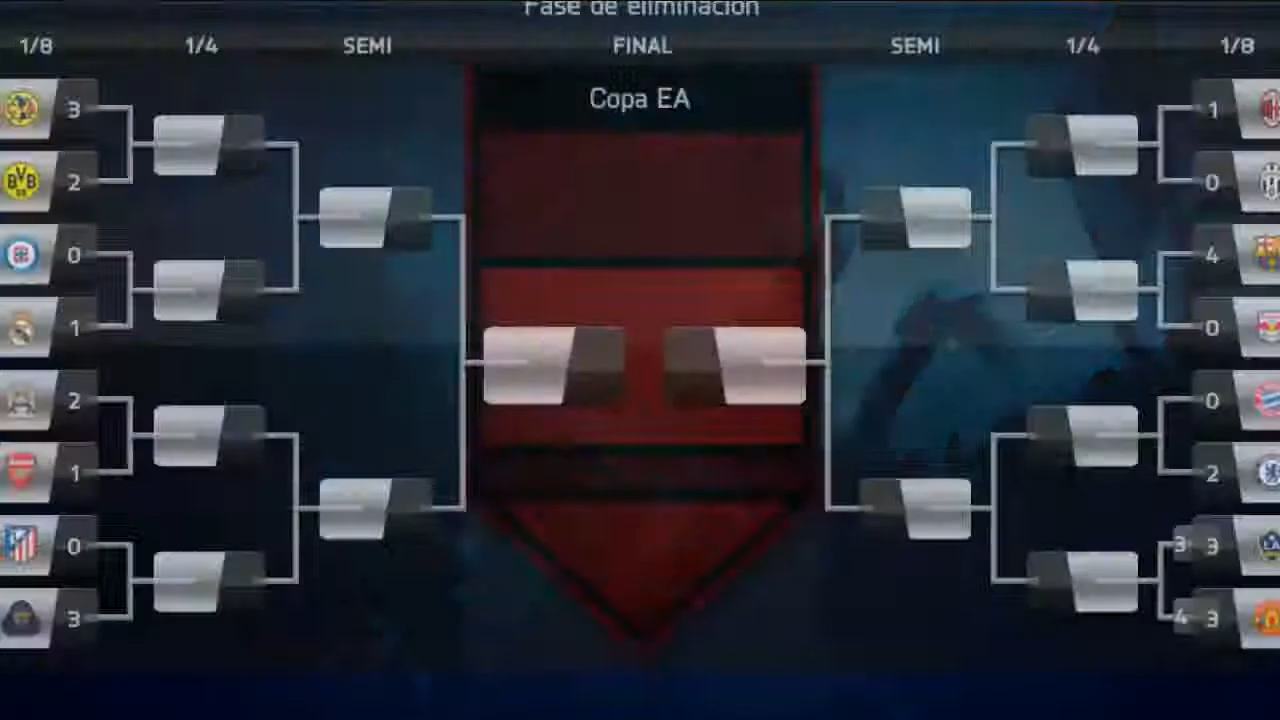 Fase de eliminación
1/8 1/4 SEMI FINAL SEMI 1/4 1/8
Copa EA
3 1
2 BVB 0
0 4
1 0
2 0
1 2
0 3 3
3 4 3